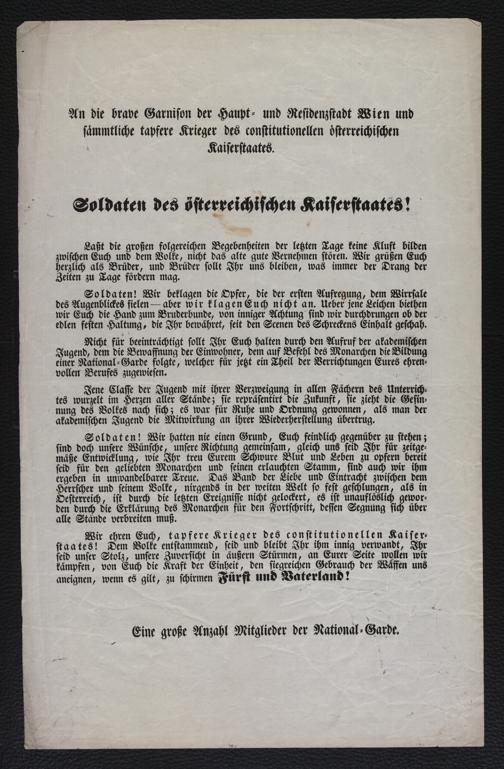 An die brave Garnison der Haupt- und Residenzstadt Wien und
sämmtliche tapfere Krieger des constitutionellen österreichischen
Kaiserstaates.
Soldaten des österreichischen Kaiserstaates!
Laßt die großen folgereichen Begebenheiten der letzten Tage keine Kluft bilden
zwischen Euch und dem Volke, nicht das alte gute Vernehmen stören. Wir grüßen Euch
herzlich als Brüder, und Brüder sollt Ihr uns bleiben, was immer der Drang der
Zeiten zu Tage fördern mag.
Soldaten! Wir beklagen die Opfer, die der ersten Aufregung, dem Wirrsale
des Augenblickes fielen — aber wir klagen Euch nicht an. Ueber jene Leichen biethen
wir Euch die Hand zum Bruderbunde, von inniger Achtung sind wir durchdrungen ob der
edlen festen Haltung, die Ihr bewähret, seit den Scenen des Schreckens Einhalt geschah.
Nicht für beeinträchtigt sollt Ihr Euch halten durch den Aufruf der akademischen
Jugend, dem die Bewaffnung der Einwohner, dem auf Befehl des Monarchen die Bildung
einer National-Garde folgte, welcher für jetzt ein Theil der Verrichtungen Eures ehren-
vollen Berufes zugewiesen.
Jene Classe der Jugend mit ihrer Verzweigung in allen Fächern des Unterrich-
tes wurzelt im Herzen aller Stände; sie repräsentirt die Zukunft, sie zieht die Gesin-
nung des Volkes nach sich; es war für Ruhe und Ordnung gewonnen, als man der
akademischen Jugend die Mitwirkung an ihrer Wiederherstellung übertrug.
Soldaten! Wir hatten nie einen Grund, Euch feindlich gegenüber zu stehen;
sind doch unsere Wünsche, unsere Richtung gemeinsam, gleich uns seid Ihr für zeitge-
mäße Entwicklung, wie Ihr treu Eurem Schwure Blut und Leben zu opfern bereit
seid für den geliebten Monarchen und seinen erlauchten Stamm, sind auch wir ihm
ergeben in unwandelbarer Treue. Das Band der Liebe und Eintracht zwischen dem
Herrscher und seinem Volke, nirgends in der weiten Welt so fest geschlungen, als in
Oesterreich, ist durch die letzten Ereignisse nicht gelockert, es ist unauflöslich gewor-
den durch die Erklärung des Monarchen für den Fortschritt, dessen Segnung sich über
alle Stände verbreiten muß.
Wir ehren Euch, tapfere Krieger des constitutionellen Kaiser-
staates! Dem Volke entstammend, seid und bleibt Ihr ihm innig verwandt, Ihr
seid unser Stolz, unsere Zuversicht in äußern Stürmen, an Eurer Seite wollen wir
kämpfen, von Euch die Kraft der Einheit, den siegreichen Gebrauch der Waffen uns
aneignen, wenn es gilt, zu schirmen Fürst und Vaterland!
Eine große Anzahl Mitglieder der National-Garde.